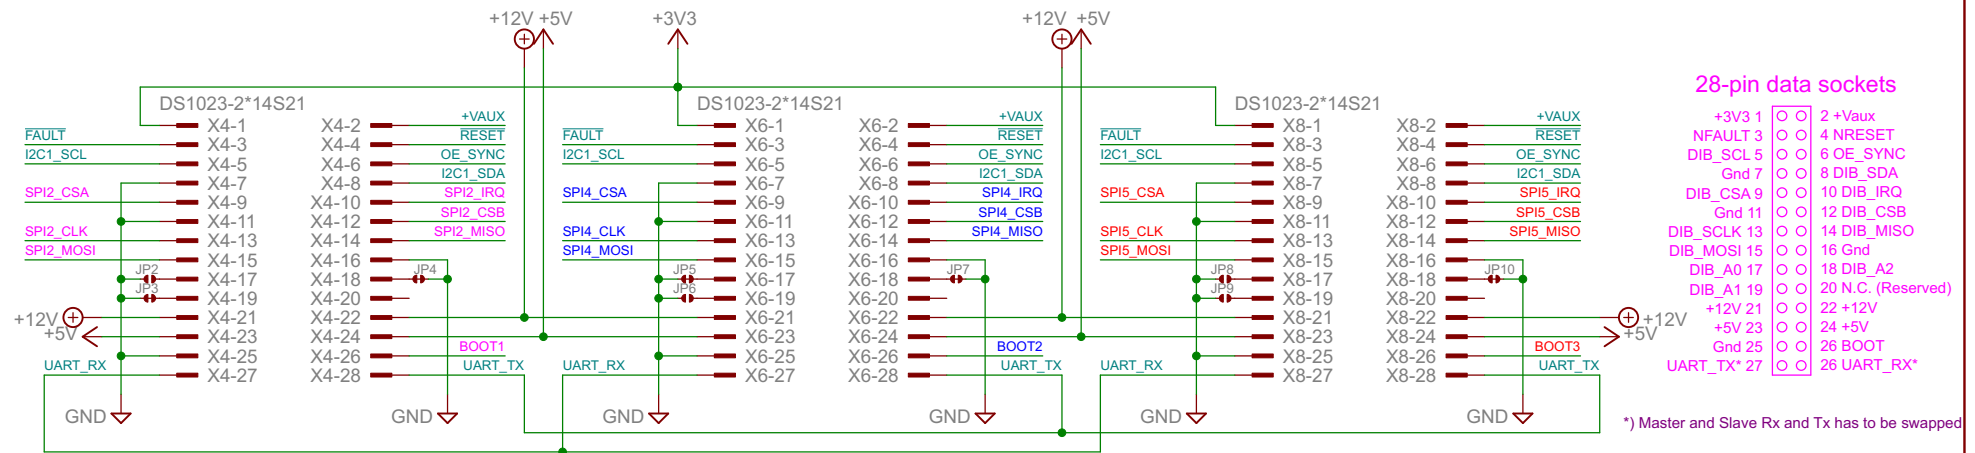 +12V +5V
+3V3
+12V +5V
DS1023-2*14S21
DS1023-2*14S21
DS1023-2*14S21
FAULT
I2C1_SCL
SPI2_CSA
SPI2_CLK
SPI2_MOSI
JP2
JP3
+12V
+5V
UART_RX
GND
X4-1
X4-3
X4-5
X4-7
X4-9
X4-11
X4-13
X4-15
X4-17
X4-19
X4-21
X4-23
X4-25
X4-27
X4-2
X4-4
X4-6
X4-8
X4-10
X4-12
X4-14
X4-16
X4-18
X4-20
X4-22
X4-24
X4-26
X4-28
+VAUX
RESET
OE_SYNC
I2C1_SDA
SPI2_IRQ
SPI2_CSB
SPI2_MISO
JP4
BOOT1
UART_TX
GND
FAULT
I2C1_SCL
SPI4_CSA
SPI4_CLK
SPI4_MOSI
JP5
JP6
UART_RX
GND
X6-1
X6-3
X6-5
X6-7
X6-9
X6-11
X6-13
X6-15
X6-17
X6-19
X6-21
X6-23
X6-25
X6-27
X6-2
X6-4
X6-6
X6-8
X6-10
X6-12
X6-14
X6-16
X6-18
X6-20
X6-22
X6-24
X6-26
X6-28
+VAUX
RESET
OE_SYNC
I2C1_SDA
SPI4_IRQ
SPI4_CSB
SPI4_MISO
JP7
BOOT2
UART_TX
GND
FAULT
I2C1_SCL
SPI5_CSA
SPI5_CLK
SPI5_MOSI
JP8
JP9
UART_RX
GND
X8-1
X8-3
X8-5
X8-7
X8-9
X8-11
X8-13
X8-15
X8-17
X8-19
X8-21
X8-23
X8-25
X8-27
X8-2
X8-4
X8-6
X8-8
X8-10
X8-12
X8-14
X8-16
X8-18
X8-20
X8-22
X8-24
X8-26
X8-28
+VAUX
RESET
OE_SYNC
I2C1_SDA
SPI5_IRQ
SPI5_CSB
SPI5_MISO
JP10
+12V
+5V
BOOT3
UART_TX
GND
28-pin data sockets
+3V3 1 2 +Vaux
NFAULT 3 4 NRESET
DIB_SCL 5 6 OE_SYNC
Gnd 7 8 DIB_SDA
DIB_CSA 9 10 DIB_IRQ
Gnd 11 12 DIB_CSB
DIB_SCLK 13 14 DIB_MISO
DIB_MOSI 15 16 Gnd
DIB_A0 17 18 DIB_A2
DIB_A1 19 20 N.C. (Reserved)
+12V 21 22 +12V
+5V 23 24 +5V
Gnd 25 26 BOOT
UART_TX* 27 26 UART_RX*
*) Master and Slave Rx and Tx has to be swapped